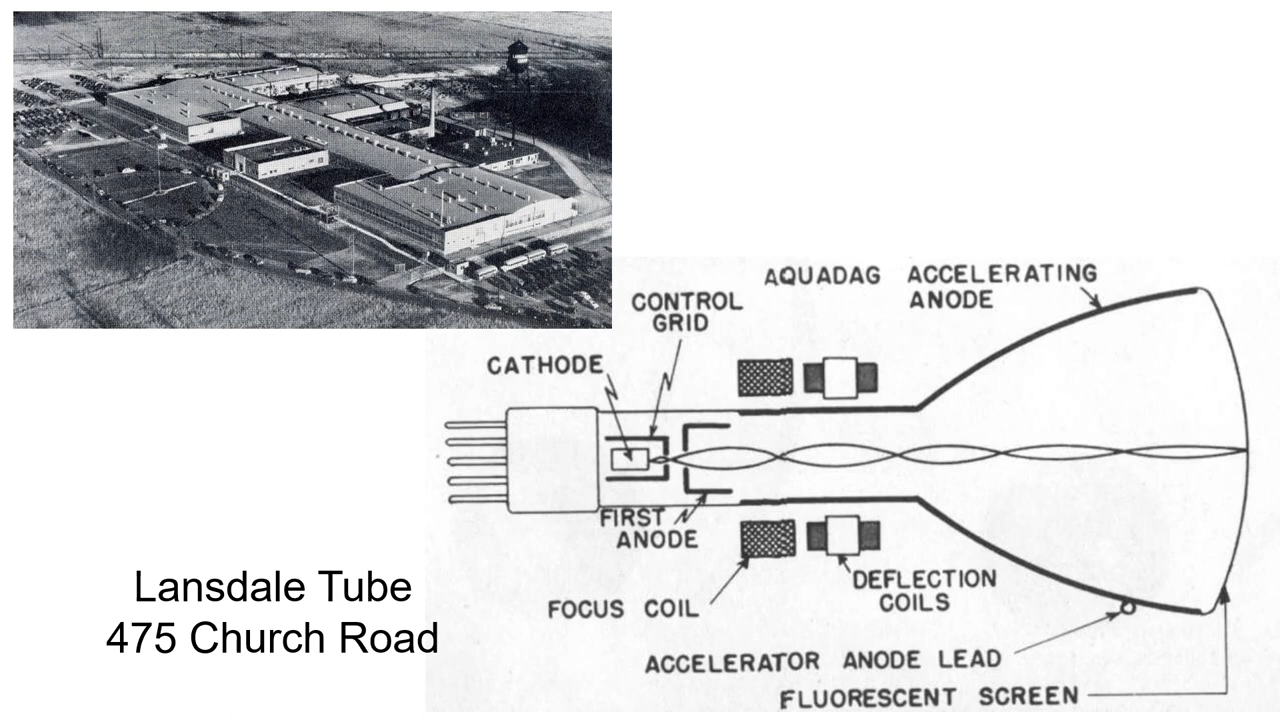 AQUADAG ACCELERATING
ANODE
CONTROL
GRID
CATHODE
FIRST
ANODE
FOCUS COIL
DEFLECTION
COILS
ACCELERATOR ANODE LEAD
FLUORESCENT SCREEN
Lansdale Tube
475 Church Road